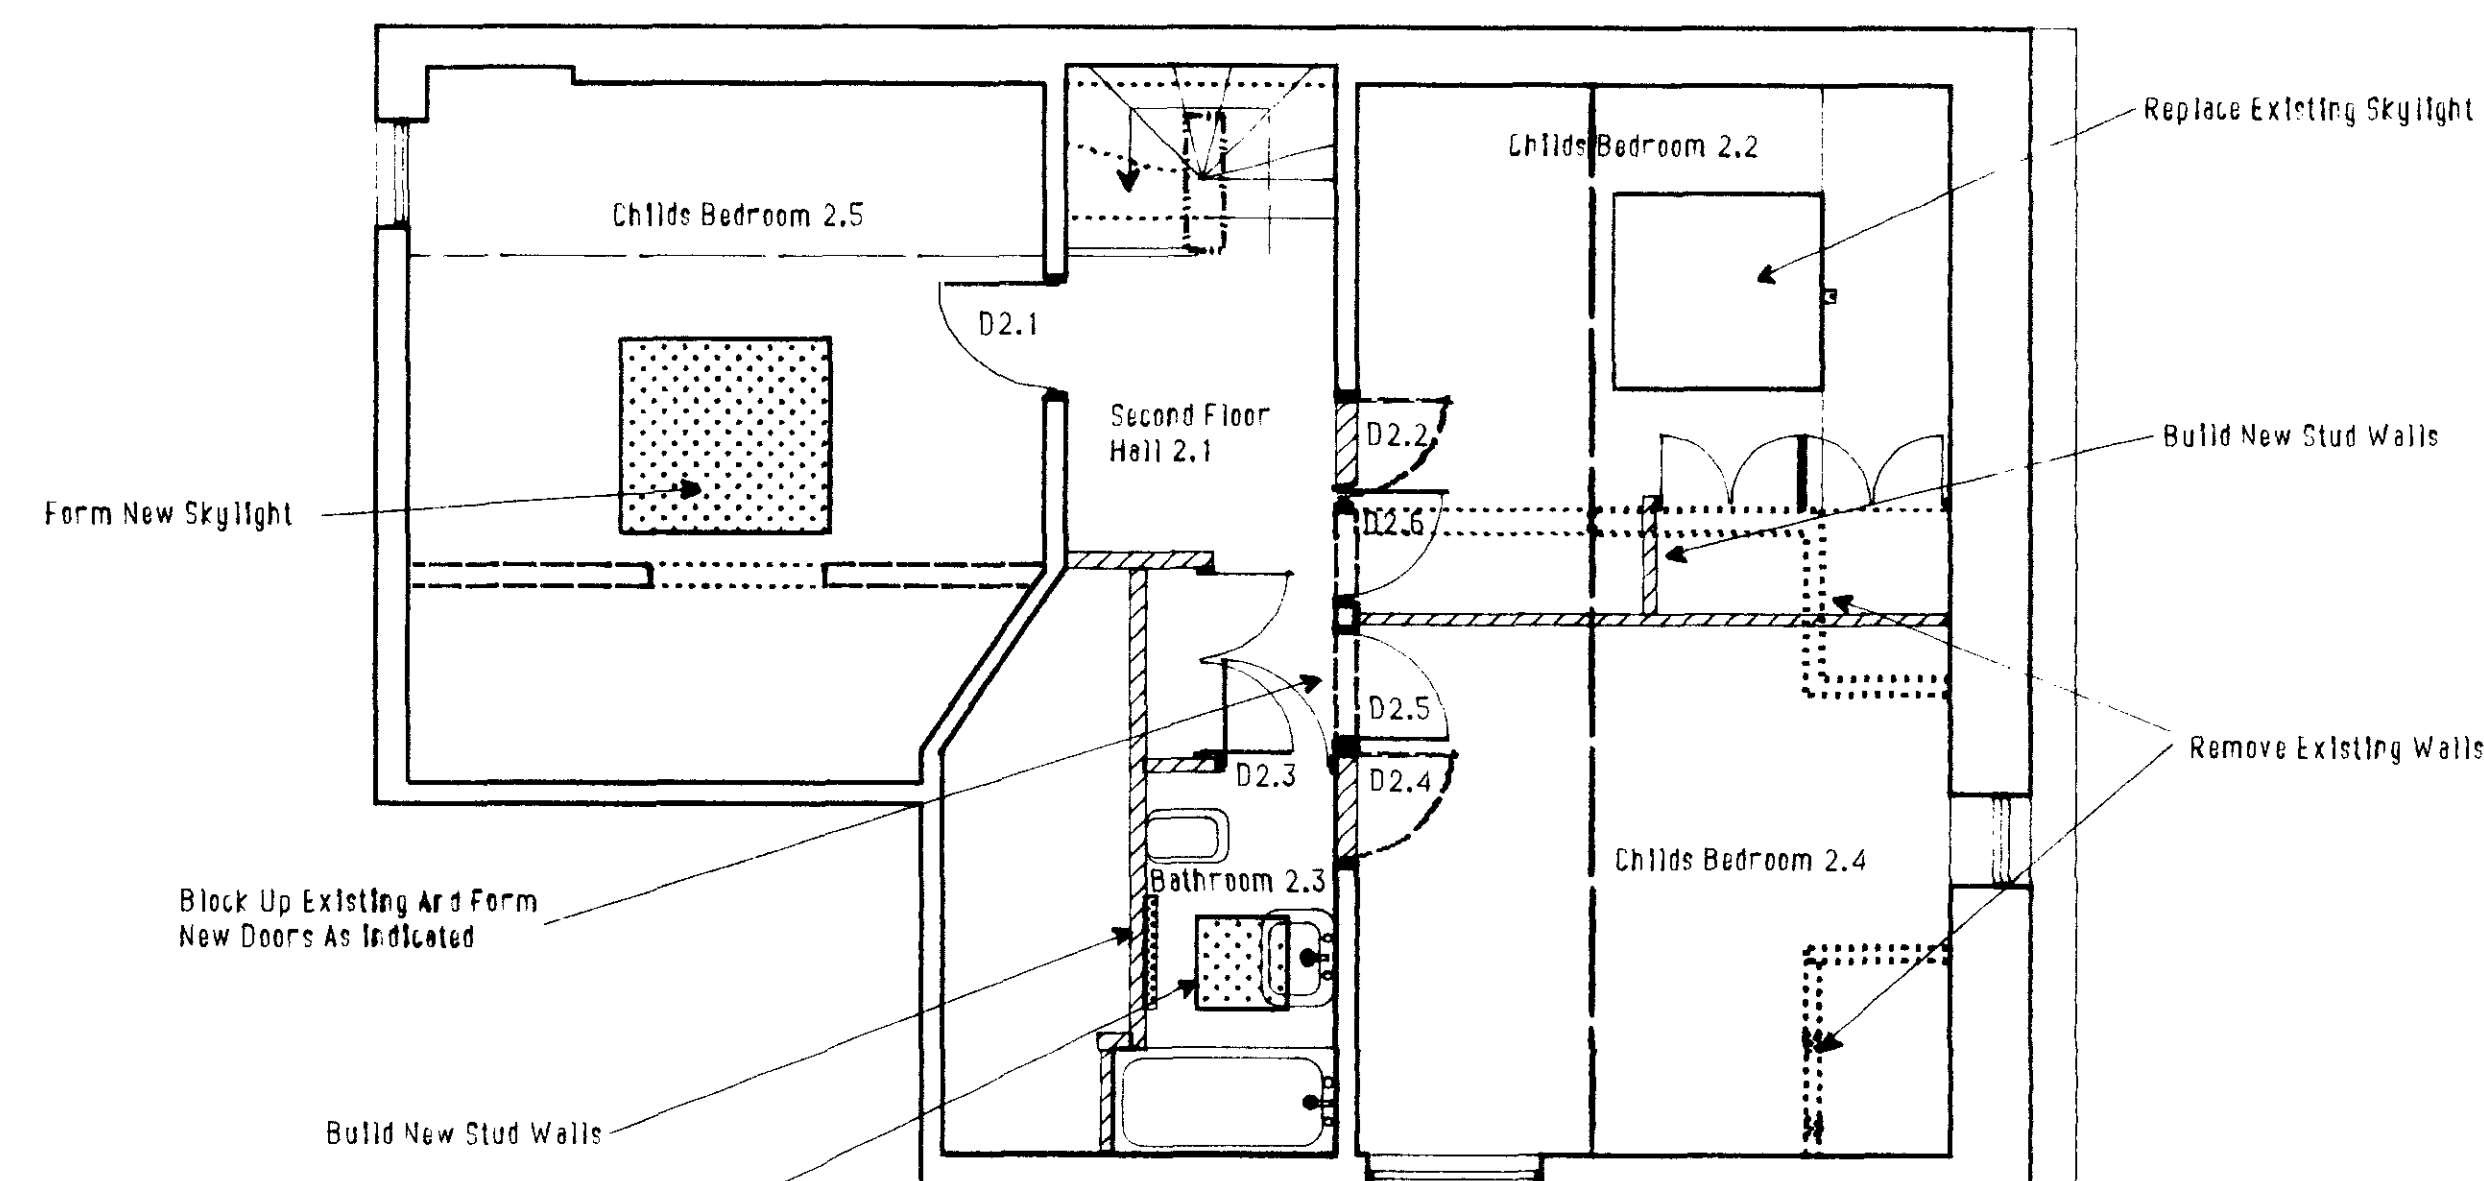 Replace Existing Skylight
Childs Bedroom 2.2
Childs Bedroom 2.5
D2.1
Second Floor
Hall 2.1
D2.2
Build New Stud Walls
Form New Skylight
D2.6
D2.5
Remove Existing Walls
D2.3
D2.4
Childs Bedroom 2.4
Bathroom 2.3
Block Up Existing And Form
New Doors As Indicated
Build New Stud Walls